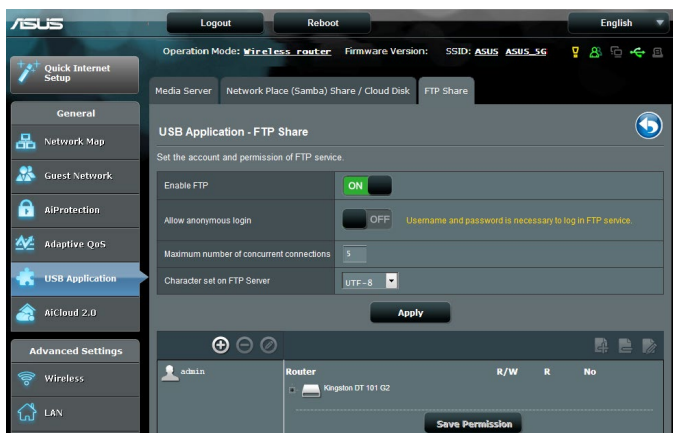 ASUS
Logout
Reboot
English
Operation Mode: Wireless router Firmware Version: SSID: ASUS ASUS_5G
Quick Internet
Setup
Media Server
Network Place (Samba) Share / Cloud Disk
FTP Share
General
USB Application - FTP Share
Network Map
Set the account and permission of FTP service.
Guest Network
Enable FTP
ON
AiProtection
Allow anonymous login
OFF
Username and password is necessary to log in FTP service.
Adaptive QoS
Maximum number of concurrent connections
5
USB Application
Character set on FTP Server
UTF-8
AiCloud 2.0
Apply
Advanced Settings
admin
Router
R/W
R
No
Wireless
Kingston DT 101 G2
LAN
Save Permission